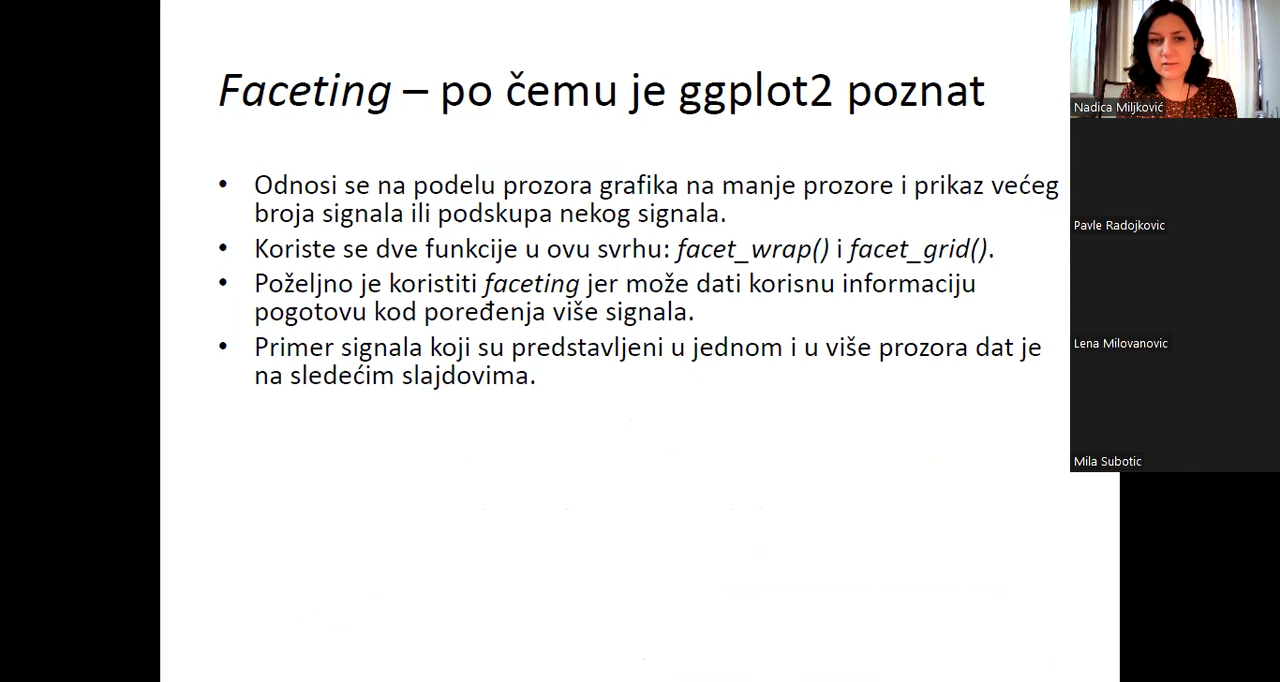 Faceting – po čemu je ggplot2 poznat
• Odnosi se na podelu prozora grafika na manje prozore i prikaz većeg
broja signala ili podskupa nekog signala.
• Koriste se dve funkcije u ovu svrhu: facet_wrap() i facet_grid().
• Poželjno je koristiti faceting jer može dati korisnu informaciju
pogotovu kod poređenja više signala.
• Primer signala koji su predstavljeni u jednom i u više prozora dat je
na sledećim slajdovima.
Nadica Miljković
Pavle Radojkovic
Lena Milovanovic
Mila Subotic